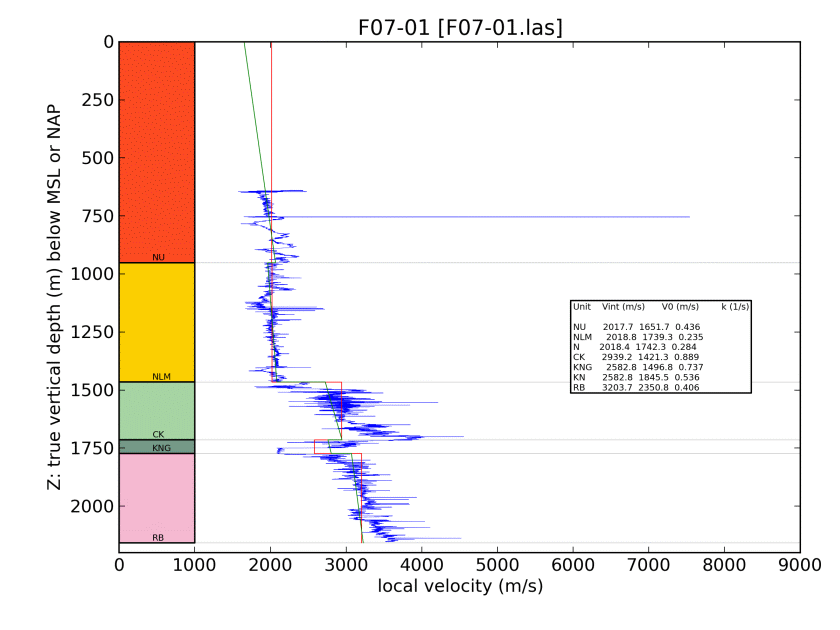 F07-01 [F07-01.las]
0
250
500
750
1000
1250
1500
1750
2000
Z: true vertical depth (m) below MSL or NAP
NU
NLM
CK
KNG
RB
Unit Vint (m/s) V0 (m/s) k (1/s)
NU 2017.7 1651.7 0.436
NLM 2018.8 1739.3 0.235
N 2018.4 1742.3 0.284
CK 2939.2 1421.3 0.889
KNG 2582.8 1496.8 0.737
KN 2582.8 1845.5 0.536
RB 3203.7 2350.8 0.406
0 1000 2000 3000 4000 5000 6000 7000 8000 9000
local velocity (m/s)